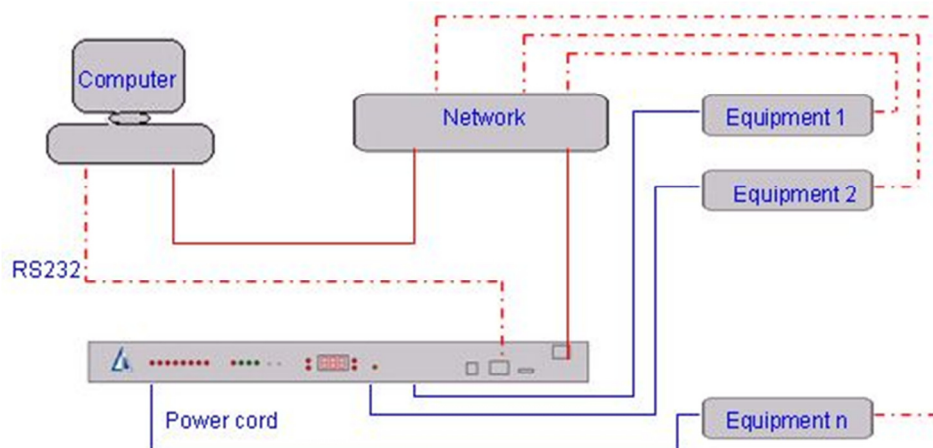 Computer
Network
Equipment 1
Equipment 2
RS232
Power cord
Equipment n